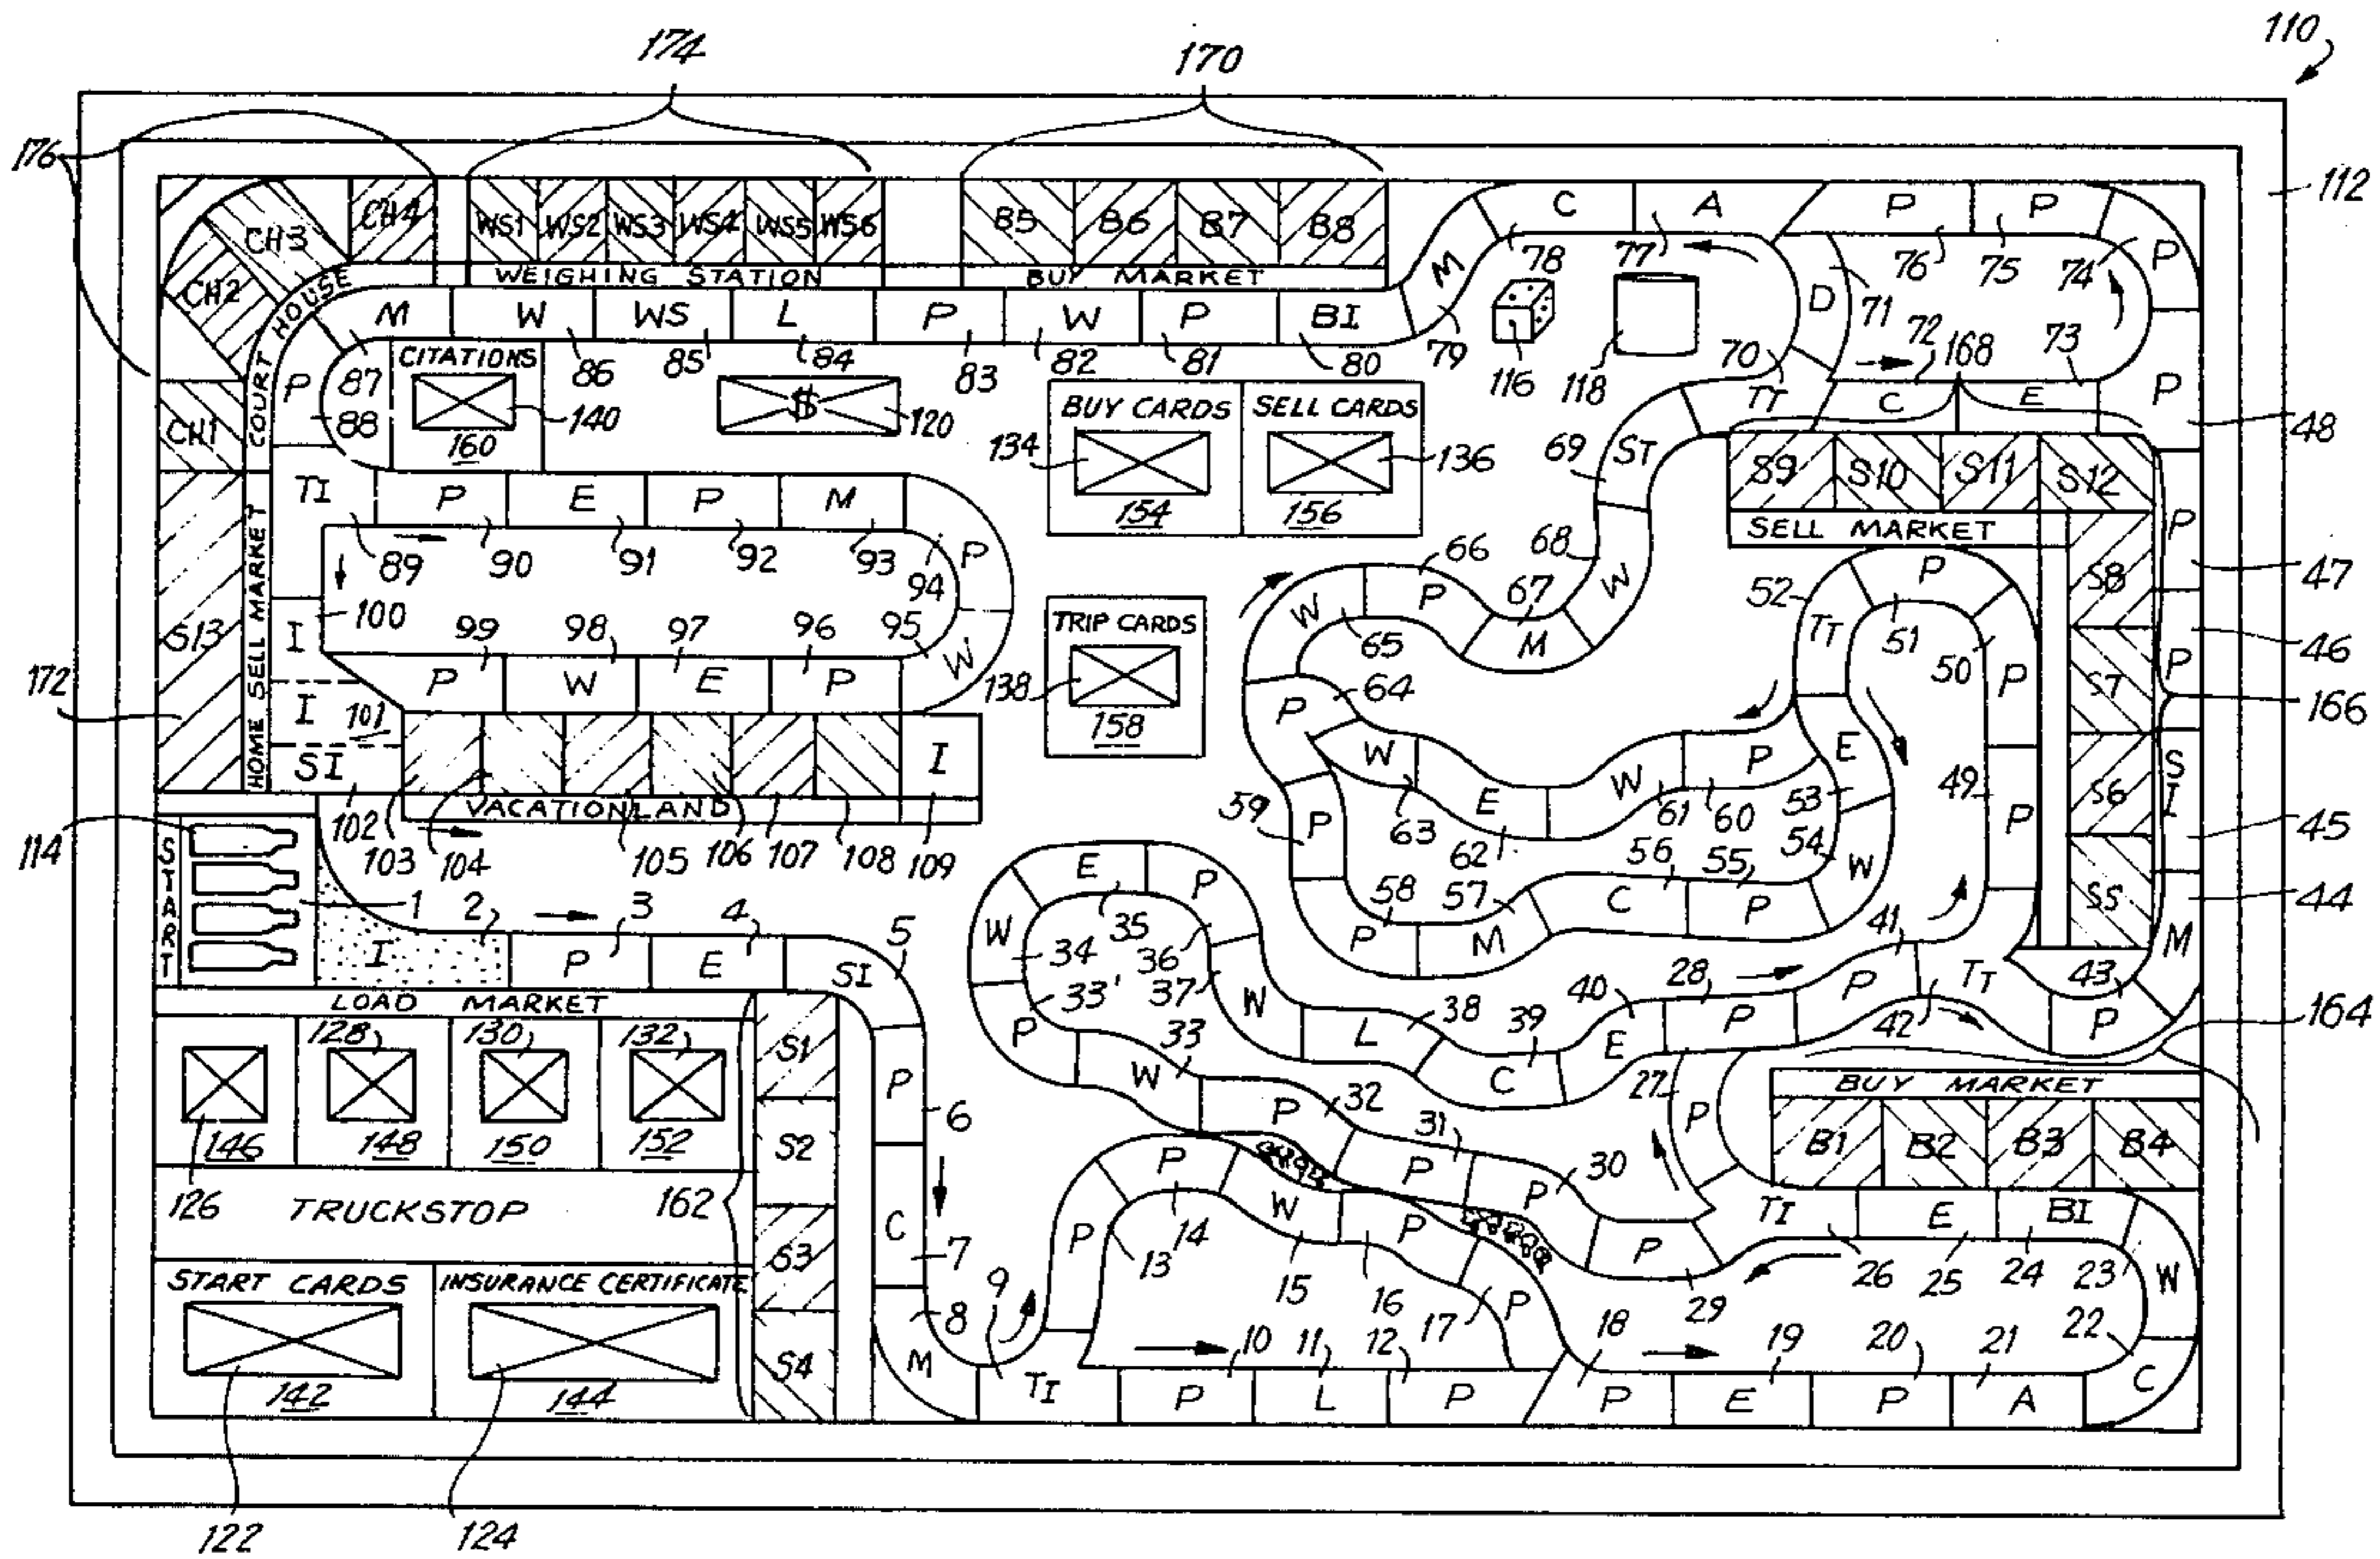 110
174
170
176
112
CH4
WS1 WS2 WS3 WS4 WS5 WS6
B5 B6 B7 B8
C A P P
CH3
CH2
CH1
COURT HOUSE
WEIGHING STATION
BUY MARKET
M W WS L P W P BI M
D P
78 77 76 75 74
71
87 86 85 84 83 82 81 80 79
116 118 70 72 168 73
P
88
CITATIONS
140
160
$
120
BUY CARDS SELL CARDS
134 136
154 156
TT C E P
48
69 ST
S9 S10 S11 S12
SELL MARKET
TI P E P M
89 90 91 92 93
P
94
W
95
66 68
W P 67 W
65 M
52
P
S8
P
47
S13
HOME SELL MARKET
I
100
99 98 97 96
P W E P
TRIP CARDS
138
158
TT
51
50
P
S7
P
46
172
I
101
SI
I
P
64
W
63
E
62
W
61
P
60
E
53
166
S6
SI
45
VACATIONLAND
102 103 104 105 106 107 108 109
59
P
56 55
54
W
49
P
114
START
1 2 3 4 5
I P E SI
E P
35
W
34
36
58 57
C P
P M
41
S5
44
M
33'
37
W
28
40
P
TT
43
LOAD MARKET
P
33
38 39
L
E P
42
P
164
128 130 132
S1
W
C
27
P
BUY MARKET
126
146 148 150 152
P
6
S2
P
32
31
P
30
P
B1 B2 B3 B4
TRUCKSTOP
162
P
14
W
TI E BI
C
7
P
13
15
P
16
17
P
P
29
26 25 24 23
W
S3
START CARDS INSURANCE CERTIFICATE
8 9
10 11 12
18 19 20 21 22
S4
M TI P L P P E P A C
142 144
122 124